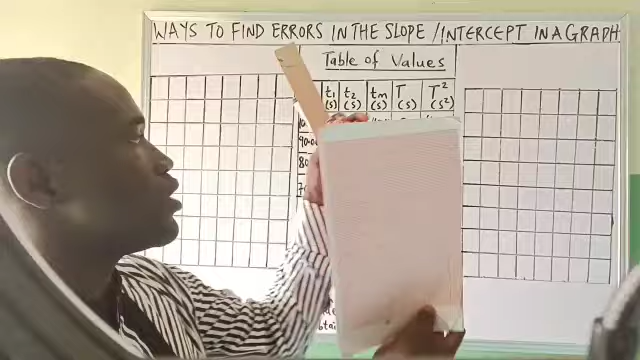 WAYS TO FIND ERRORS IN THE SLOPE /INTERCEPT IN A GRAPH
Table of Values
t1 t2 tm T T²
(s) (s) (s) (s) (s²)